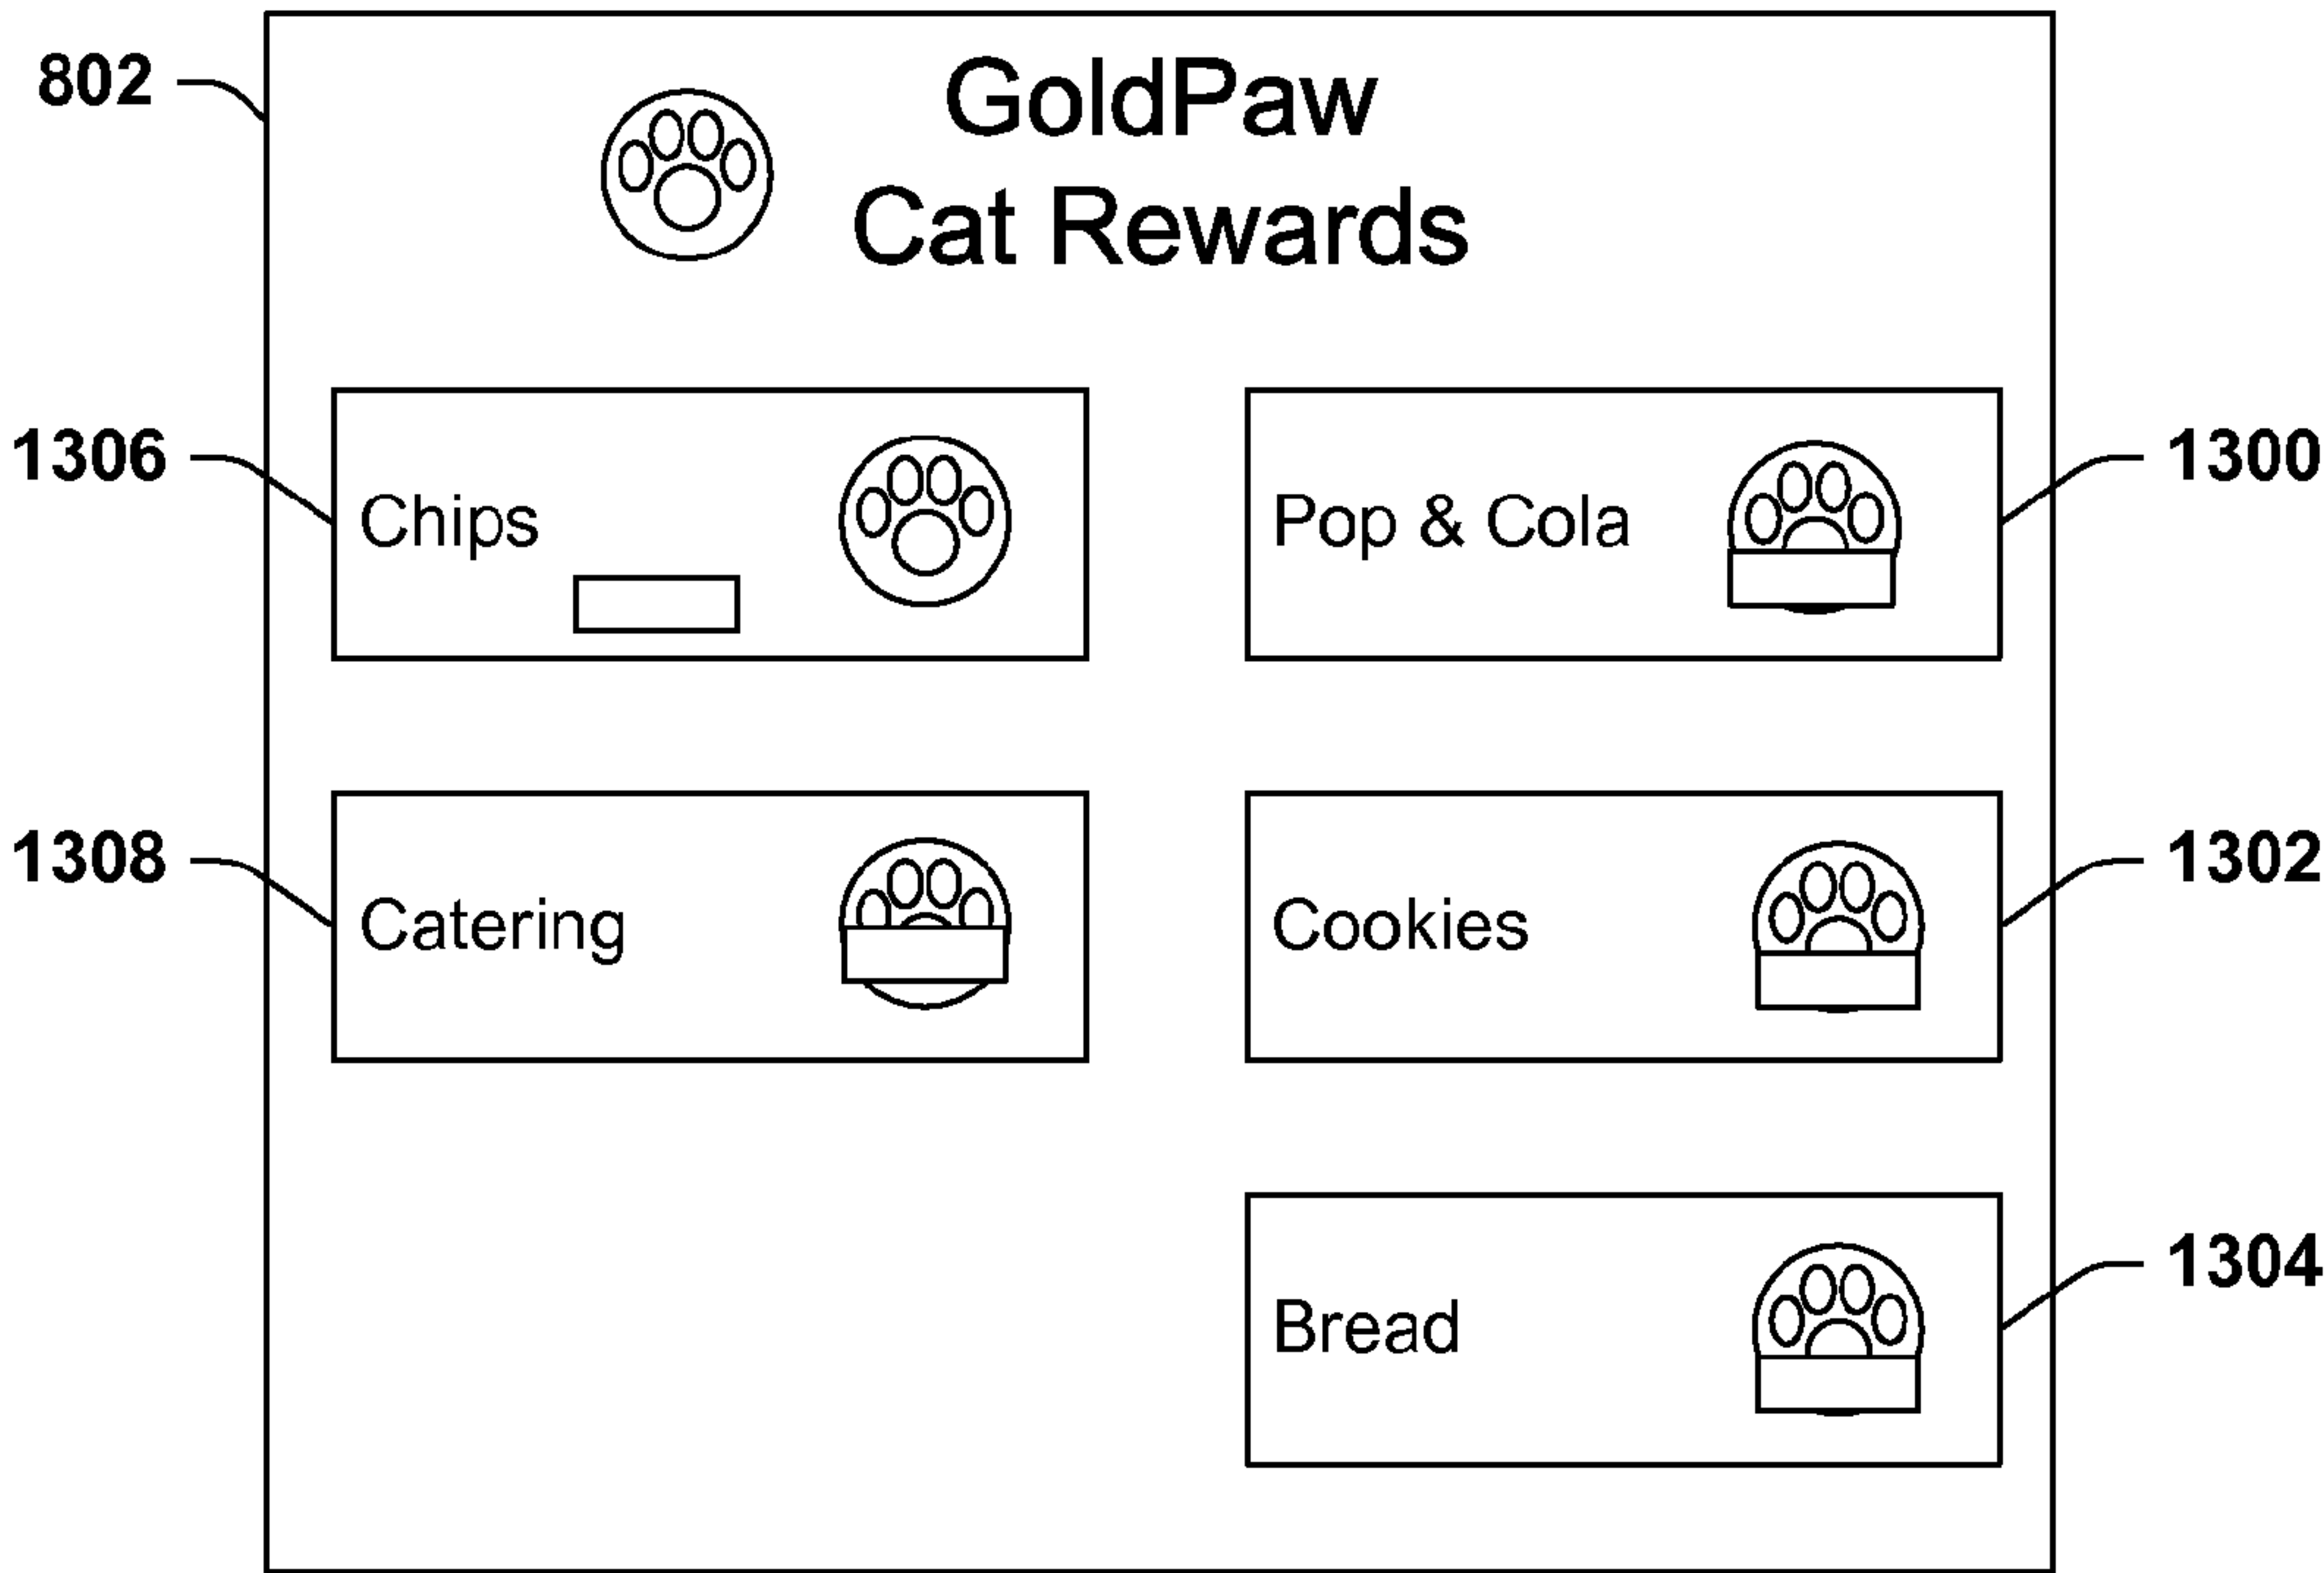 802
GoldPaw
Cat Rewards
1306
Chips
Pop & Cola
1300
1308
Catering
Cookies
1302
Bread
1304